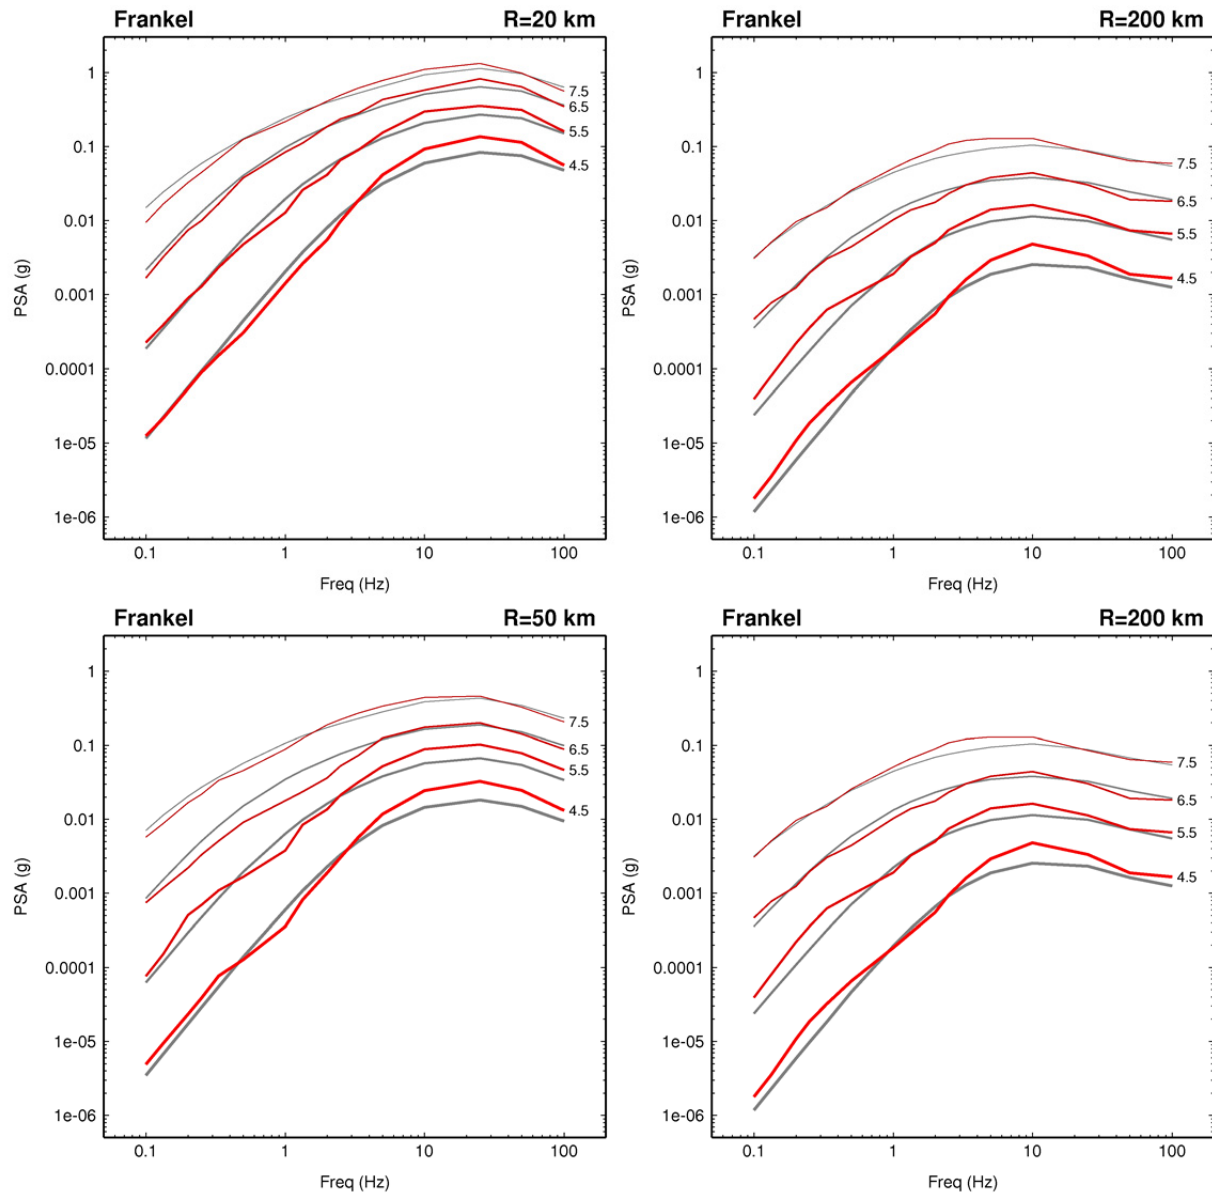 Frankel R=20 km
1
0.1
0.01
0.001
0.0001
1e-05
1e-06
PSA (g)
7.5
6.5
5.5
4.5
0.1 1 10 100
Freq (Hz)
Frankel R=200 km
1
0.1
0.01
0.001
0.0001
1e-05
1e-06
PSA (g)
7.5
6.5
5.5
4.5
0.1 1 10 100
Freq (Hz)
Frankel R=50 km
1
0.1
0.01
0.001
0.0001
1e-05
1e-06
PSA (g)
7.5
6.5
5.5
4.5
0.1 1 10 100
Freq (Hz)
Frankel R=200 km
1
0.1
0.01
0.001
0.0001
1e-05
1e-06
PSA (g)
7.5
6.5
5.5
4.5
0.1 1 10 100
Freq (Hz)